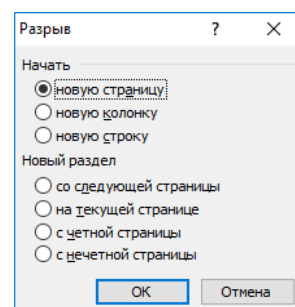 Разрыв ?
Начать
новую страницу
новую колонку
новую строку
Новый раздел
со следующей страницы
на текущей странице
с четной страницы
с нечетной страницы
ОК Отмена